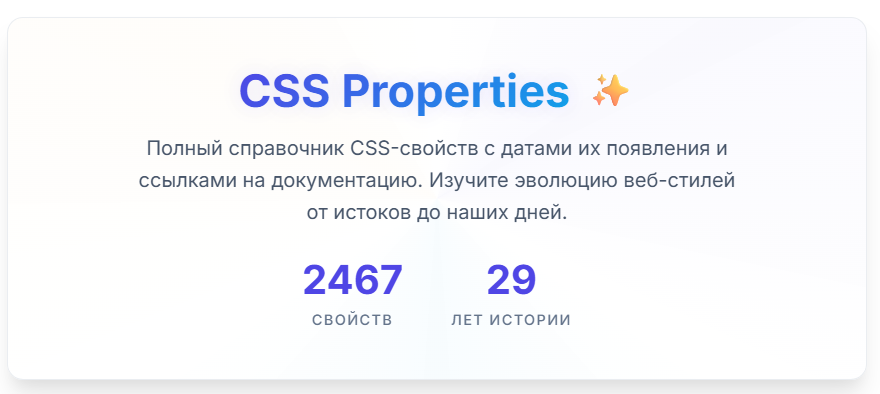 CSS Properties
Полный справочник CSS-свойств с датами их появления и
ссылками на документацию. Изучите эволюцию веб-стилей
от истоков до наших дней.
2467 29
СВОЙСТВ ЛЕТ ИСТОРИИ